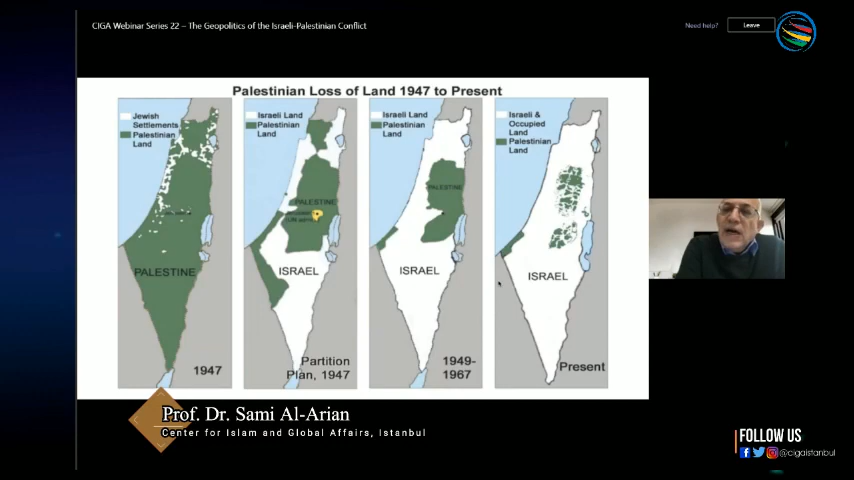 CIGA Webinar Series 22 – The Geopolitics of the Israeli-Palestinian Conflict
Need help?
Leave
Palestinian Loss of Land 1947 to Present
Jewish
Settlements
Palestinian
Land
PALESTINE
1947
Israeli Land
Palestinian
Land
PALESTINE
ISRAEL
Partition
Plan, 1947
Israeli Land
Palestinian
Land
PALESTINE
ISRAEL
1949-
1967
Israeli &
Occupied
Land
Palestinian
Land
ISRAEL
Present
Prof. Dr. Sami Al-Arian
Center for Islam and Global Affairs, Istanbul
FOLLOW US
@cigaistanbul